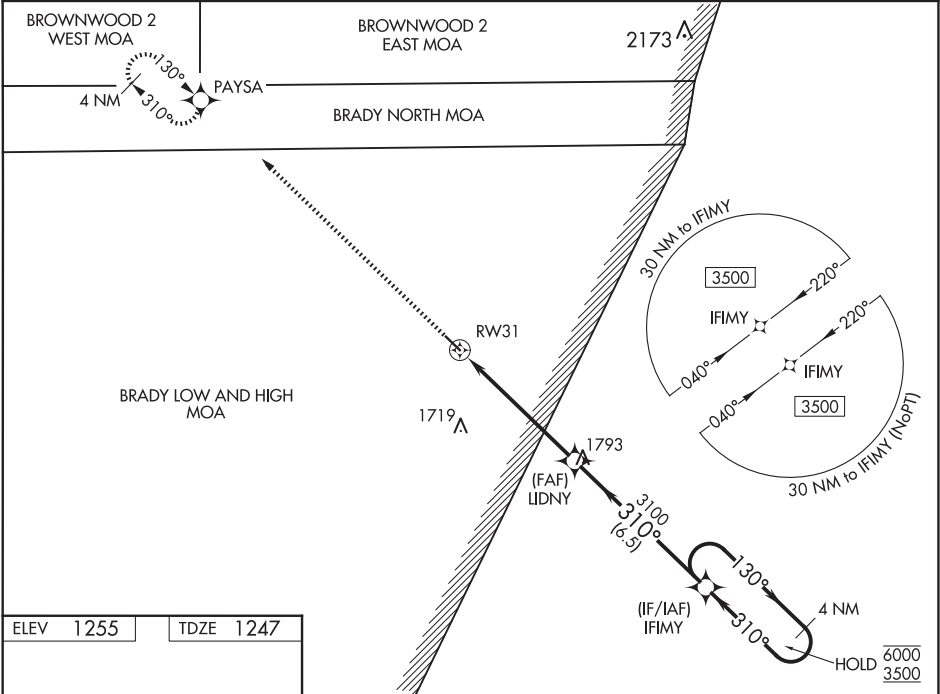 BROWNWOOD 2
WEST MOA
BROWNWOOD 2
EAST MOA
2173
130°
PAYSA
4 NM
310°
BRADY NORTH MOA
30 NM to IFIMY
3500
220°
IFIMY
040°
220°
IFIMY
040°
3500
30 NM to IFIMY (NoPT)
RW31
BRADY LOW AND HIGH
MOA
1719
1793
(FAF)
LIDNY
3100
310°
(6.5)
130°
(IF/IAF)
IFIMY
4 NM
310°
HOLD 6000
3500
ELEV 1255
TDZE 1247